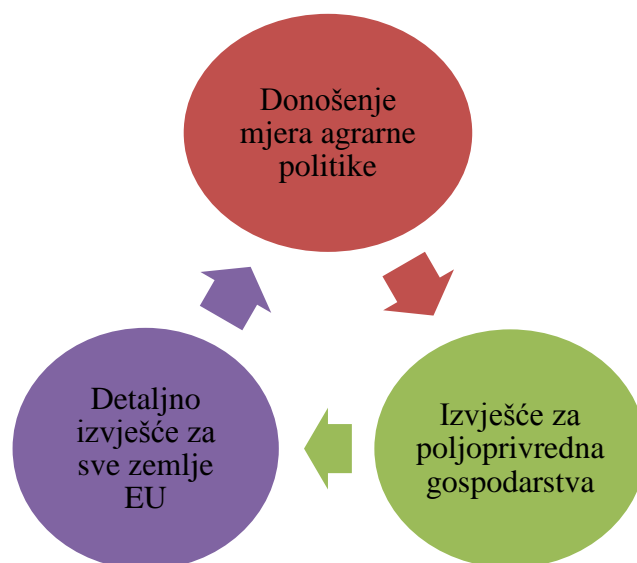 Donošenje
mjera agrarne
politike
Detaljno
izvješće za
sve zemlje
EU
Izvješće za
poljoprivredna
gospodarstva